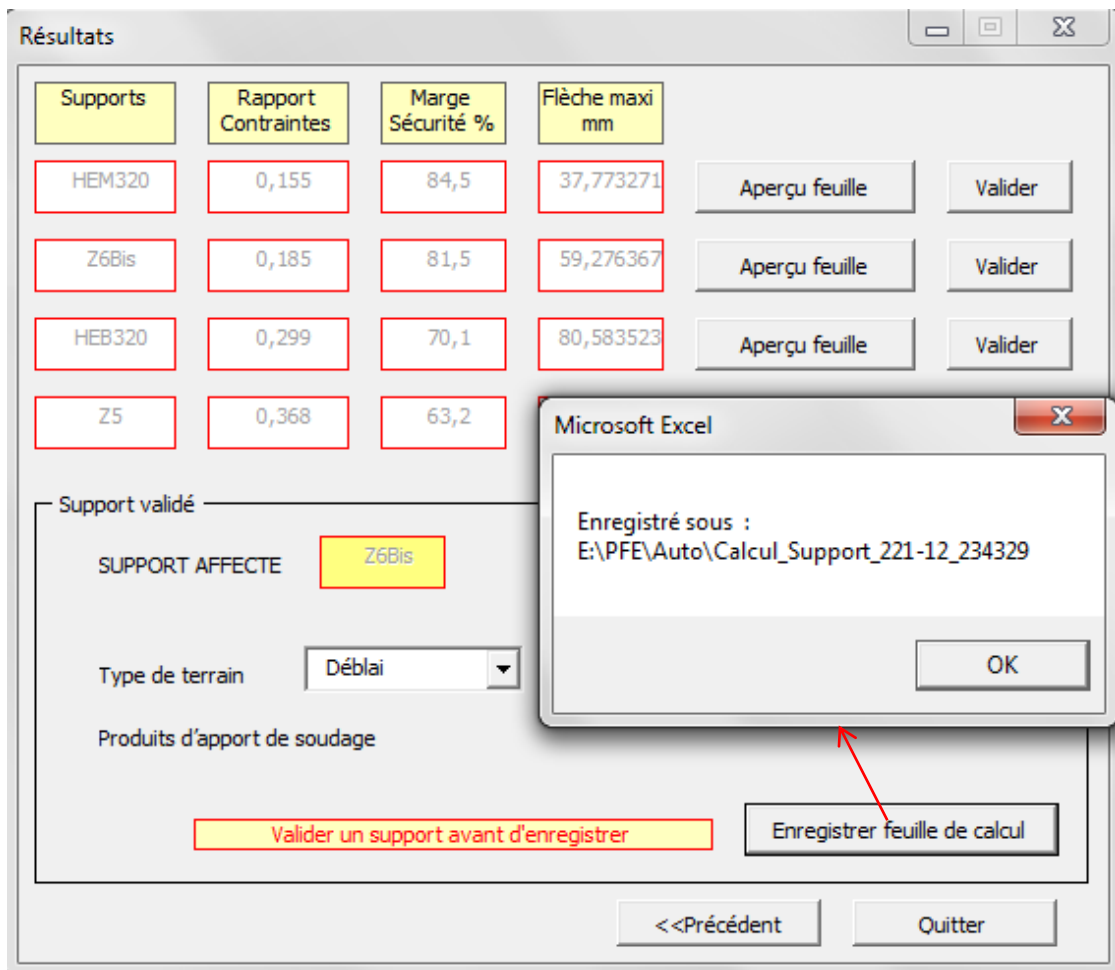 Résultats
Supports
Rapport
Contraintes
Marge
Sécurité %
Flèche maxi
mm
HEM320
0,155
84,5
37,773271
Aperçu feuille
Valider
Z6Bis
0,185
81,5
59,276367
Aperçu feuille
Valider
HEB320
0,299
70,1
80,583523
Aperçu feuille
Valider
Z5
0,368
63,2
Microsoft Excel
Enregistré sous :
E:\PFE\Auto\Calcul_Support_221-12_234329
OK
Support validé
SUPPORT AFFECTE
Z6Bis
Type de terrain
Déblai
Produits d’apport de soudage
Valider un support avant d'enregistrer
Enregistrer feuille de calcul
<<Précédent
Quitter